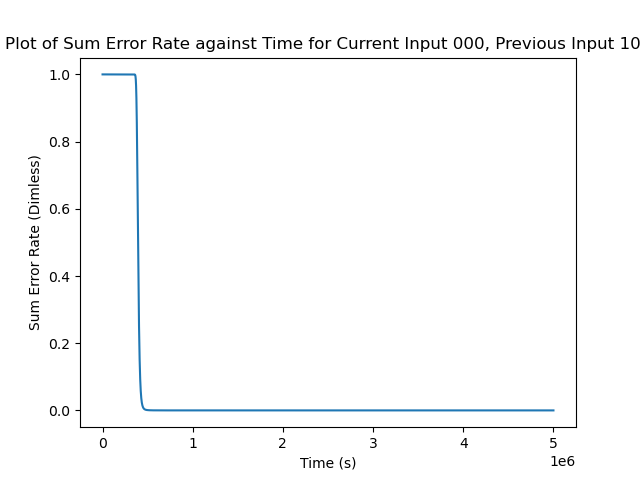 Plot of Sum Error Rate against Time for Current Input 000, Previous Input 10
1.0
0.8
0.6
0.4
0.2
0.0
Sum Error Rate (Dimless)
0 1 2 3 4 5
1e6
Time (s)